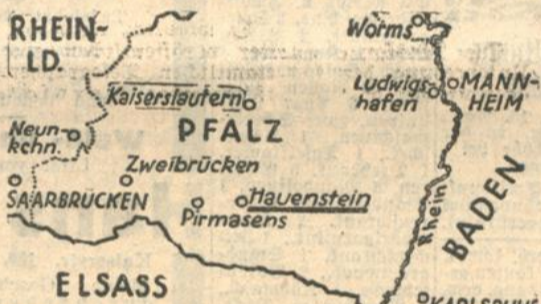 RHEIN-
LD.
Worms
Kaiserslautern
Ludwigs-
hafen
MANN-
HEIM
Neun-
kchn.
PFALZ
Zweibrücken
SAARBRÜCKEN
Pirmasens
Hauenstein
Rhein
BADEN
ELSASS